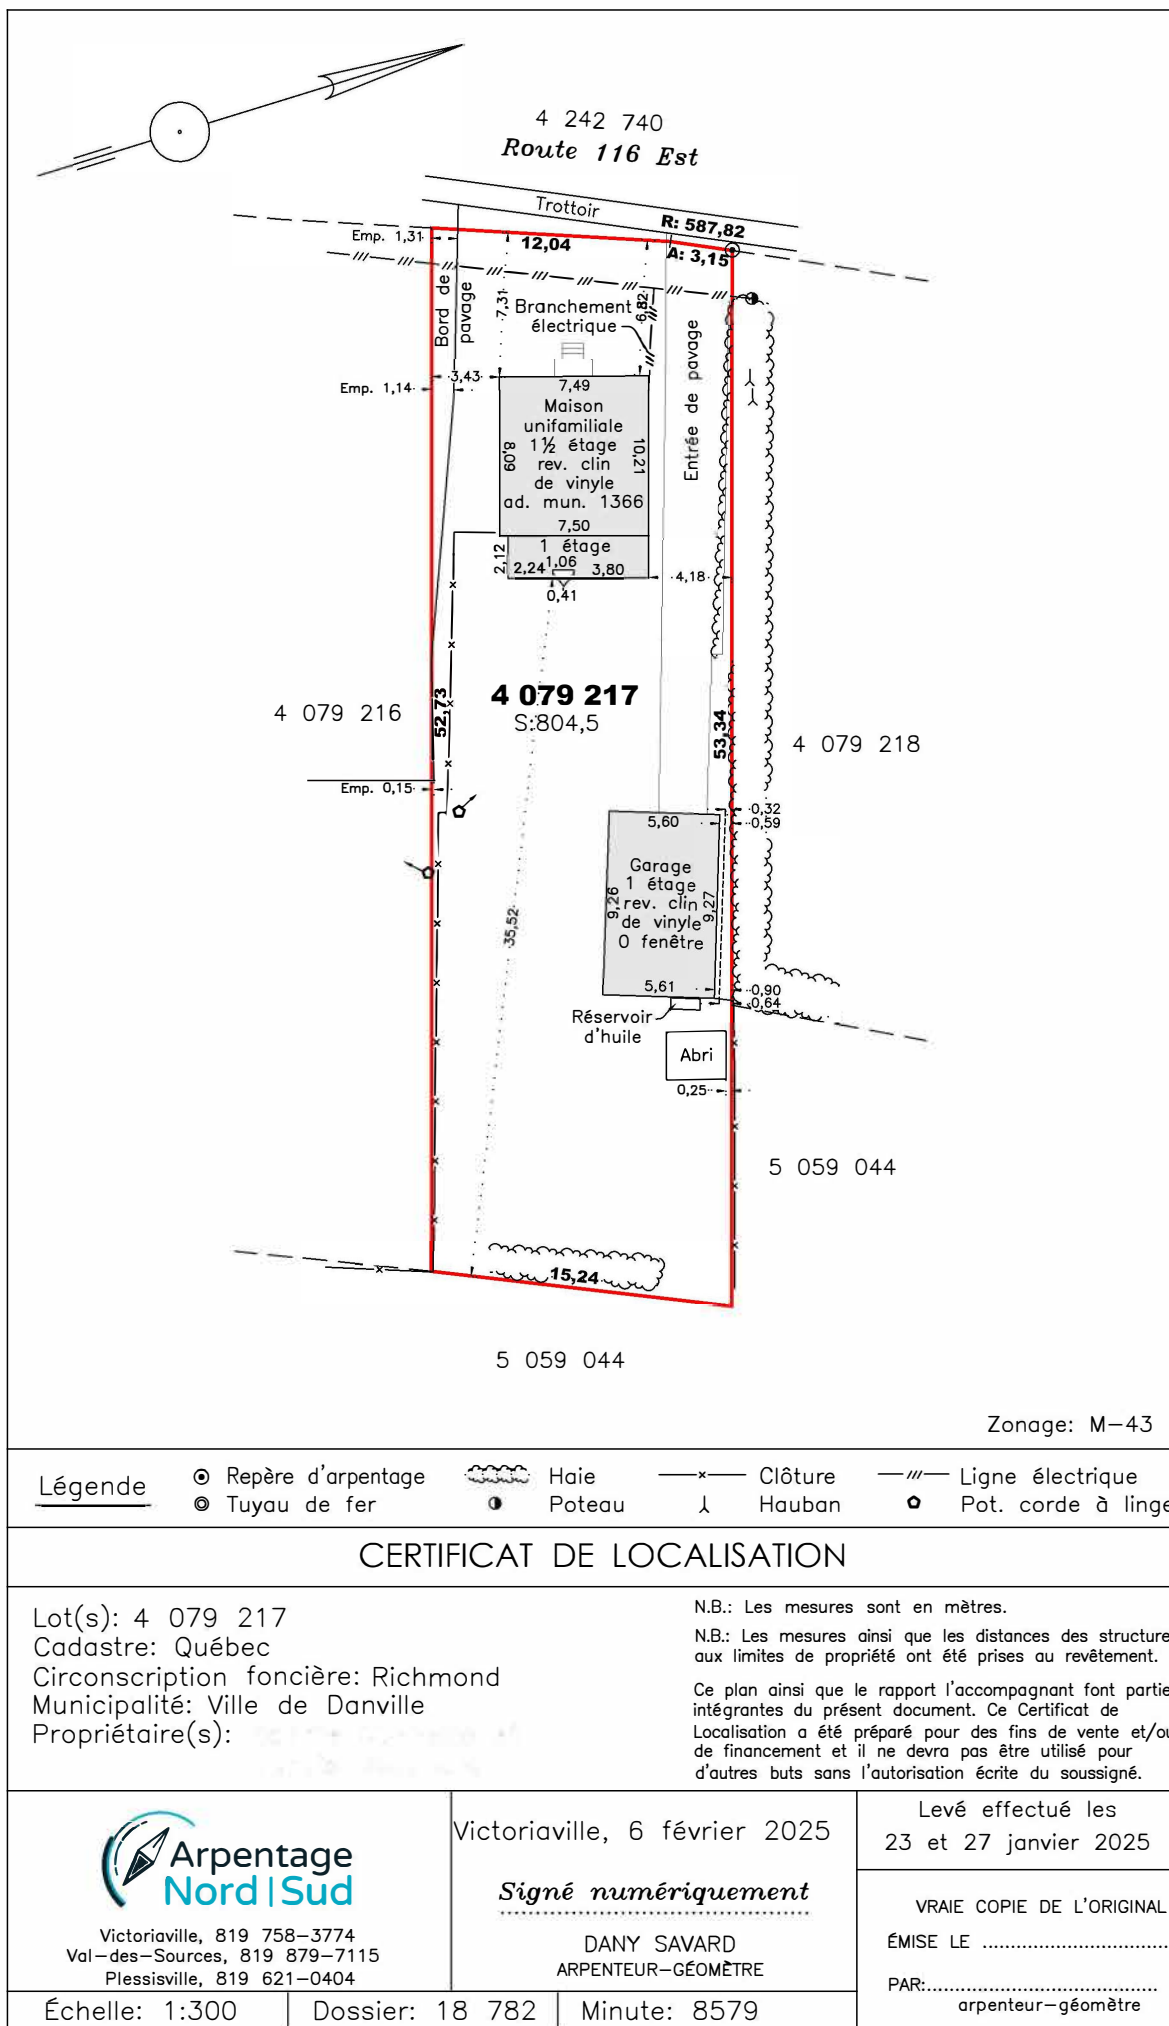 4 242 740
Route 116 Est
Trottoir
R: 587,82
Emp. 1,31
12,04
A: 3,15
Bord de
pavage
7,31
6,82
Branchement
électrique
Entrée de pavage
3,43
Emp. 1,14
7,49
Maison
unifamiliale
1½ étage
rev. clin
de vinyle
ad. mun. 1366
8,09
10,21
7,50
1 étage
2,12
2,24
1,06
3,80
0,41
4,18
4 079 217
S:804,5
4 079 216
52,73
53,34
4 079 218
Emp. 0,15
0,32
0,59
5,60
Garage
1 étage
rev. clin
de vinyle
0 fenêtre
9,26
9,27
35,52
5,61
0,90
0,64
Réservoir
d'huile
Abri
0,25
5 059 044
15,24
5 059 044
Zonage: M-43
Légende
Repère d'arpentage
Haie
Clôture
Ligne électrique
Tuyau de fer
Poteau
Hauban
Pot. corde à linge
CERTIFICAT DE LOCALISATION
Lot(s): 4 079 217
Cadastre: Québec
Circonscription foncière: Richmond
Municipalité: Ville de Danville
Propriétaire(s):
N.B.: Les mesures sont en mètres.
N.B.: Les mesures ainsi que les distances des structure
aux limites de propriété ont été prises au revêtement.
Ce plan ainsi que le rapport l'accompagnant font partie
intégrantes du présent document. Ce Certificat de
Localisation a été préparé pour des fins de vente et/ou
de financement et il ne devra pas être utilisé pour
d'autres buts sans l'autorisation écrite du soussigné.
Arpentage
Nord|Sud
Victoriaville, 819 758-3774
Val-des-Sources, 819 879-7115
Plessisville, 819 621-0404
Victoriaville, 6 février 2025
Signé numériquement
DANY SAVARD
ARPENTEUR-GÉOMÈTRE
Levé effectué les
23 et 27 janvier 2025
VRAIE COPIE DE L'ORIGINAL
ÉMISE LE
PAR:
arpenteur-géomètre
Échelle: 1:300
Dossier: 18 782
Minute: 8579